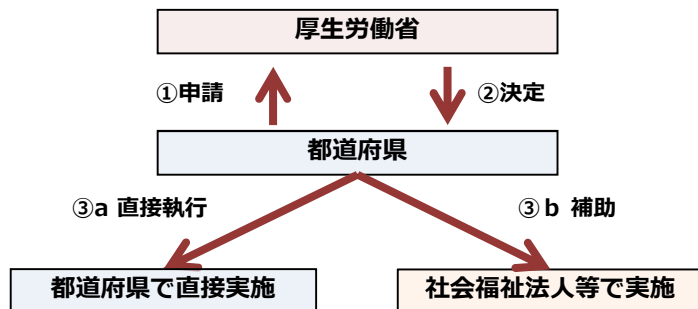 厚生労働省
①申請
②決定
都道府県
③a 直接執行
③b 補助
都道府県で直接実施
社会福祉法人等で実施